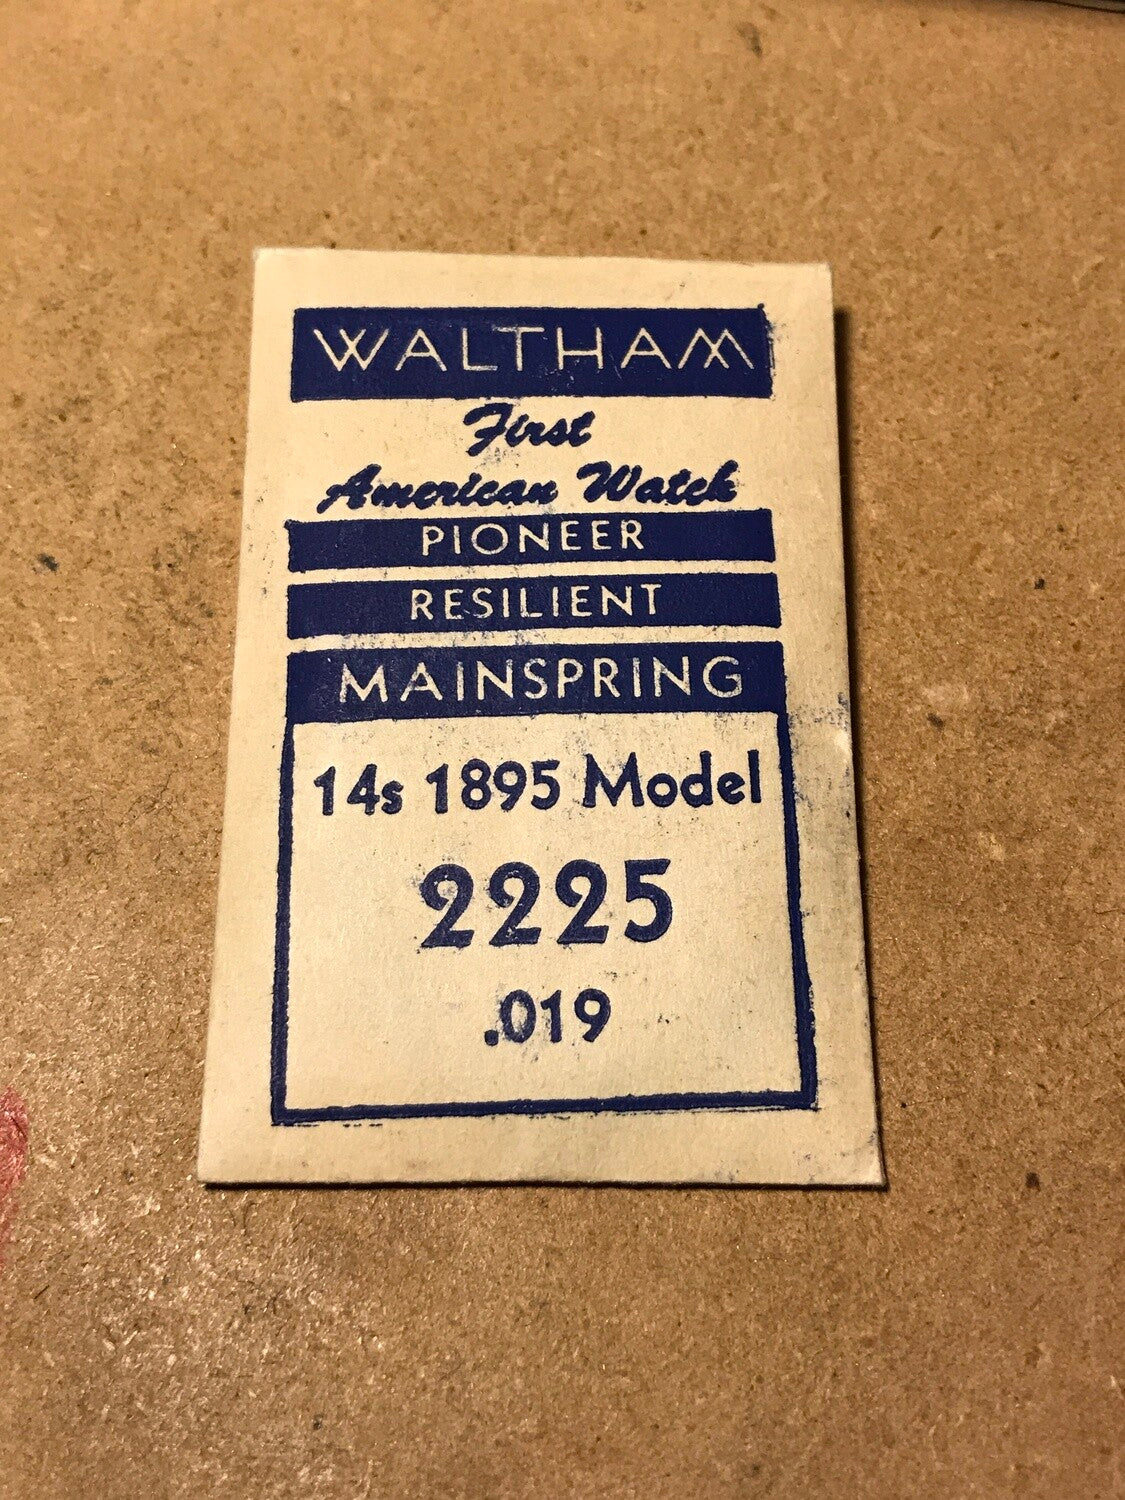 WALTHAM
First
American Watch
PIONEER
RESILIENT
MAINSPRING
14s 1895 Model
2225
.019